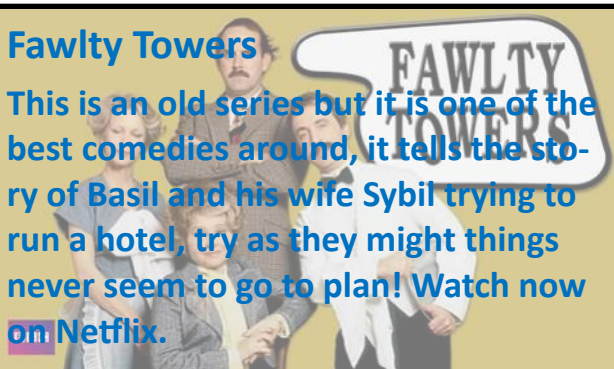 Fawlty Towers
FAWLTY
TOWERS
This is an old series but it is one of the
best comedies around, it tells the sto-
ry of Basil and his wife Sybil trying to
run a hotel, try as they might things
never seem to go to plan! Watch now
on Netflix.